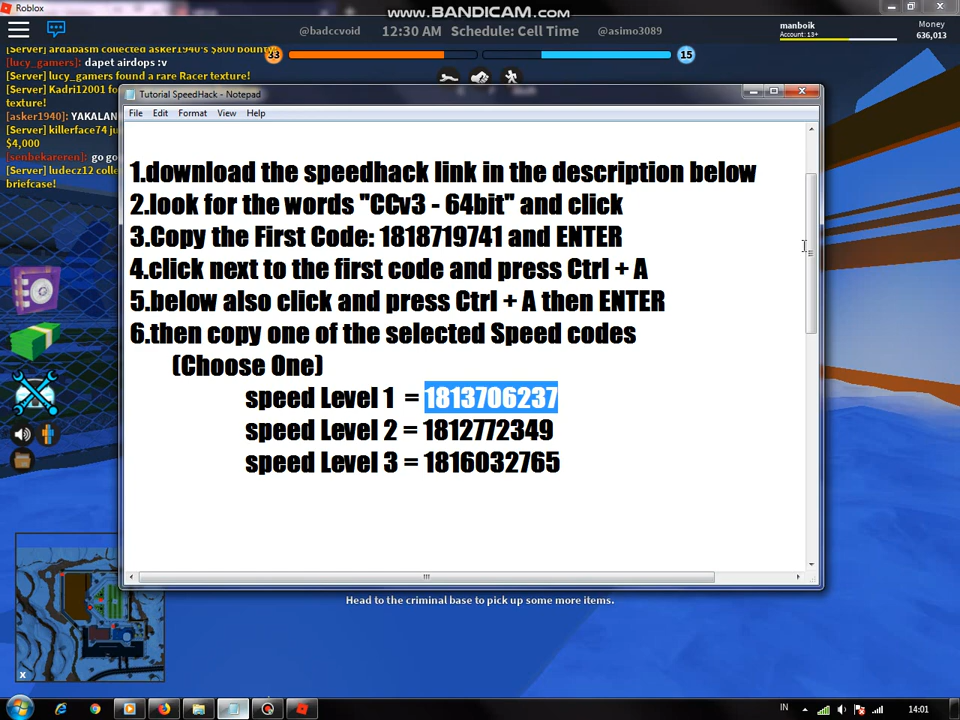 Roblox
www.BANDICAM.com
@badccvoid
12:30 AM Schedule: Cell Time
@asimo3089
manboik
Account: 13+
Money
636,013
33
15
[Server] ardabasm collected asker1940's $800 bounty
[lucy_gamers]: dapet airdops :v
[Server] lucy_gamers found a rare Racer texture!
[Server] Kadri12001 fo
texture!
[asker1940]: YAKALAN
[Server] killerface74 ju
$4,000
[senbekareren]: go go
[Server] ludecz12 colle
briefcase!
Tutorial SpeedHack - Notepad
File Edit Format View Help
1.download the speedhack link in the description below
2.look for the words "CCv3 - 64bit" and click
3.Copy the First Code: 1818719741 and ENTER
4.click next to the first code and press Ctrl + A
5.below also click and press Ctrl + A then ENTER
6.then copy one of the selected Speed codes
(Choose One)
speed Level 1 = 1813706237
speed Level 2 = 1812772349
speed Level 3 = 1816032765
Head to the criminal base to pick up some more items.
X
IN
14:01